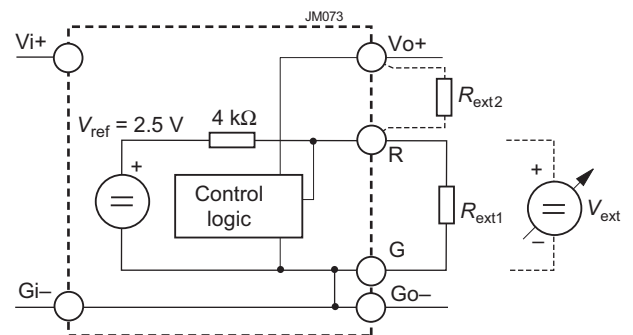 JM073
Vi+
Vo+
Rext2
Vref = 2.5 V
4 kΩ
R
+
+
Control
logic
Rext1
Vext
–
G
Gi–
Go–